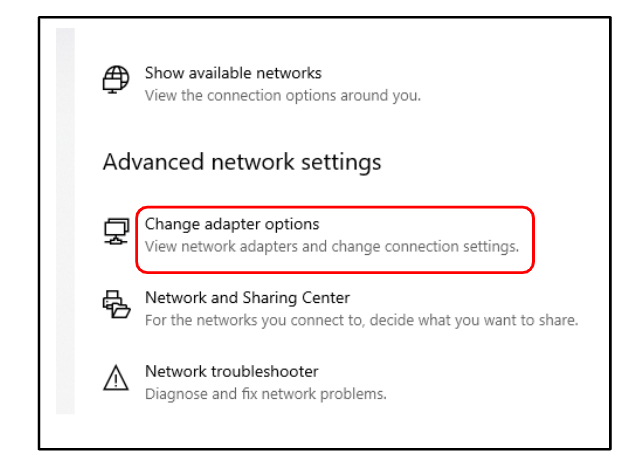 Show available networks
View the connection options around you.
Advanced network settings
Change adapter options
View network adapters and change connection settings.
Network and Sharing Center
For the networks you connect to, decide what you want to share.
Network troubleshooter
Diagnose and fix network problems.